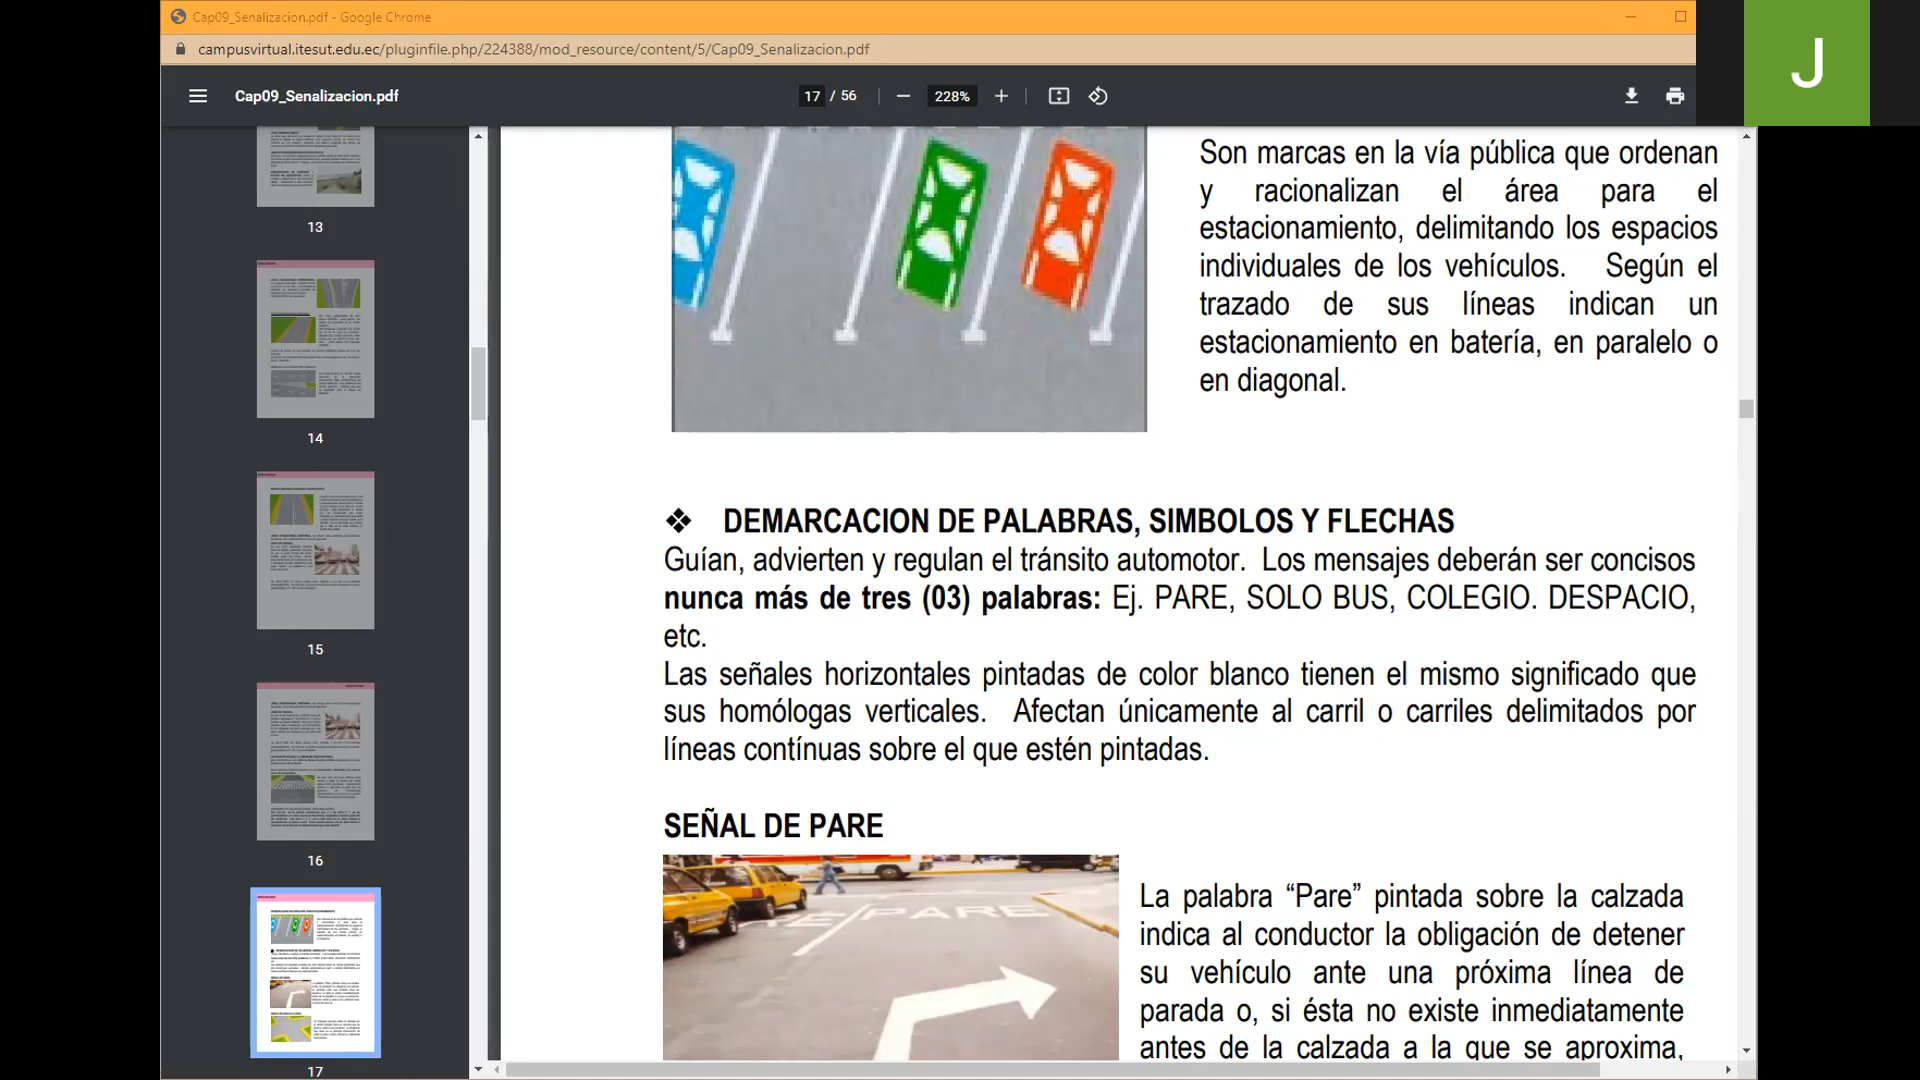 Cap09_Senalizacion.pdf - Google Chrome
campusvirtual.itesut.edu.ec/pluginfile.php/224388/mod_resource/content/5/Cap09_Senalizacion.pdf
J
Cap09_Senalizacion.pdf
17 / 56
228%
13
14
15
16
17
Son marcas en la vía pública que ordenan
y racionalizan el área para el
estacionamiento, delimitando los espacios
individuales de los vehículos. Según el
trazado de sus líneas indican un
estacionamiento en batería, en paralelo o
en diagonal.
❖ DEMARCACION DE PALABRAS, SIMBOLOS Y FLECHAS
Guían, advierten y regulan el tránsito automotor. Los mensajes deberán ser concisos
nunca más de tres (03) palabras: Ej. PARE, SOLO BUS, COLEGIO. DESPACIO,
etc.
Las señales horizontales pintadas de color blanco tienen el mismo significado que
sus homólogas verticales. Afectan únicamente al carril o carriles delimitados por
líneas contínuas sobre el que estén pintadas.
SEÑAL DE PARE
PARE
La palabra “Pare” pintada sobre la calzada
indica al conductor la obligación de detener
su vehículo ante una próxima línea de
parada o, si ésta no existe inmediatamente
antes de la calzada a la que se aproxima,